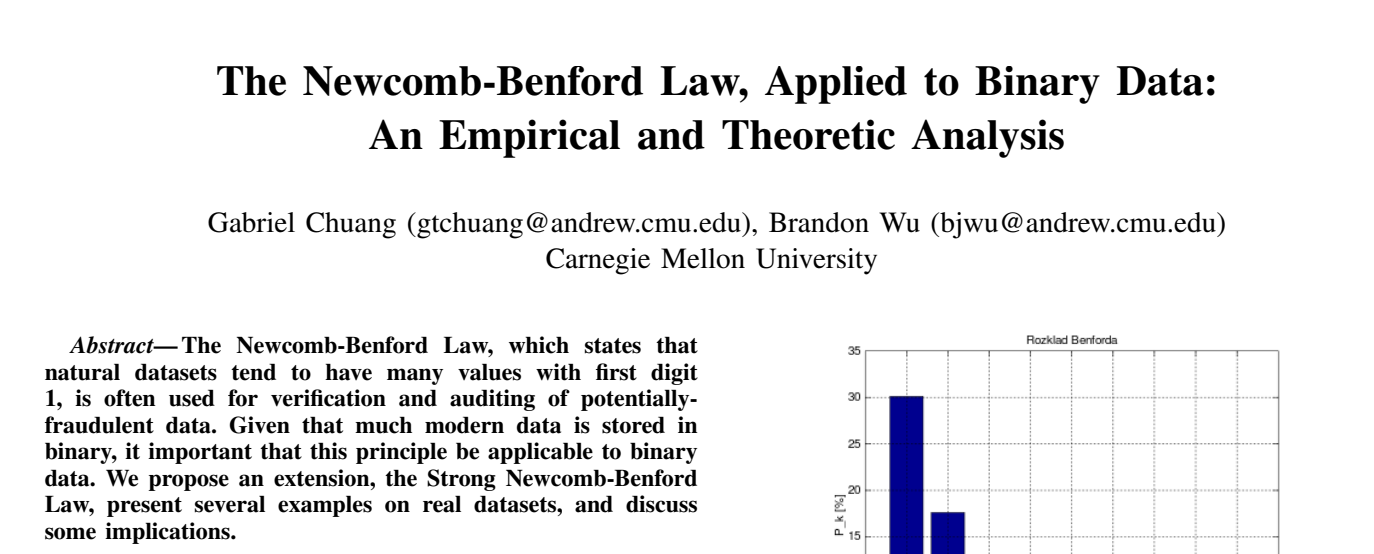 The Newcomb-Benford Law, Applied to Binary Data:
An Empirical and Theoretic Analysis
Gabriel Chuang (gtchuang@andrew.cmu.edu), Brandon Wu (bjwu@andrew.cmu.edu)
Carnegie Mellon University
Abstract—The Newcomb-Benford Law, which states that
natural datasets tend to have many values with first digit
1, is often used for verification and auditing of potentially-
fraudulent data. Given that much modern data is stored in
binary, it important that this principle be applicable to binary
data. We propose an extension, the Strong Newcomb-Benford
Law, present several examples on real datasets, and discuss
some implications.
Rozklad Benforda
35
30
25
20
15
P_k [%]